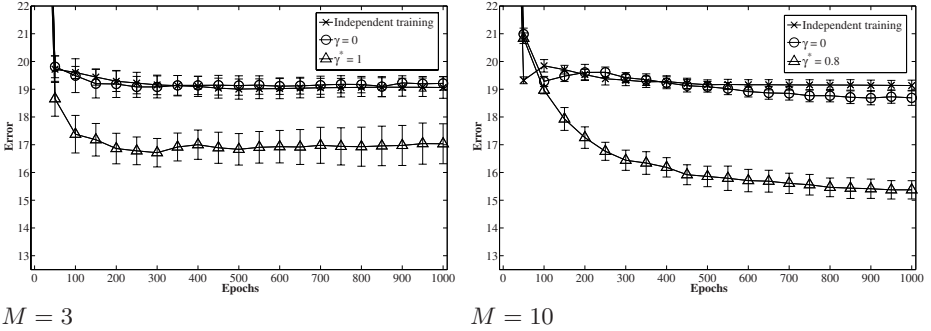 22
21
20
19
18
17
16
15
14
13
Error
Independent training
γ = 0
γ* = 1
0 100 200 300 400 500 600 700 800 900 1000
Epochs
M = 3
22
21
20
19
18
17
16
15
14
13
Error
Independent training
γ = 0
γ* = 0.8
0 100 200 300 400 500 600 700 800 900 1000
Epochs
M = 10